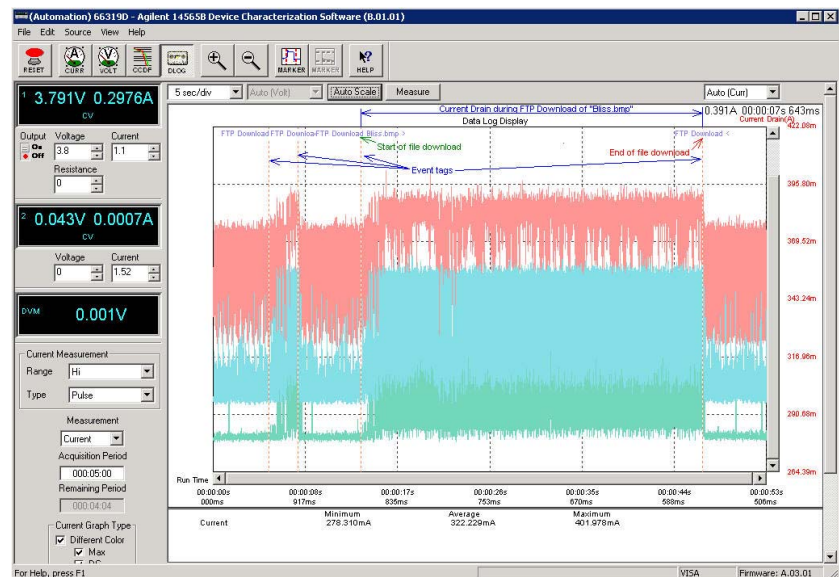 (Automation) 66319D - Agilent 14565B Device Characterization Software (B.01.01)
File Edit Source View Help
RESET CURR VOLT CCDF DLOG MARKER MARKER HELP
5 sec/div Auto (Volt) Auto Scale Measure Auto (Curr)
1 3.791V 0.2976A
CV
Output Voltage Current
On Off 3.8 1.1
Resistance
0
2 0.043V 0.0007A
CV
Voltage Current
0 1.52
DVM 0.001V
Current Measurement
Range Hi
Type Pulse
Measurement
Current
Acquisition Period
000:05:00
Remaining Period
000:04:04
Current Graph Type
Different Color
Max
Current Drain during FTP Download of "Bliss.bmp"
0.391A 00:00:07s 643ms
Data Log Display
Current Drain(A)
422.08m
FTP Download FTP Downloa FTP Download Bliss.bmp > FTP Download <
Start of file download
End of file download
Event tags
395.80m
369.52m
343.24m
316.96m
290.68m
264.39m
Run Time
00:00:00s 00:00:08s 00:00:17s 00:00:26s 00:00:35s 00:00:44s 00:00:53s
000ms 917ms 835ms 753ms 670ms 588ms 506ms
Minimum Average Maximum
Current 278.310mA 322.229mA 401.978mA
For Help, press F1 VISA Firmware: A.03.01